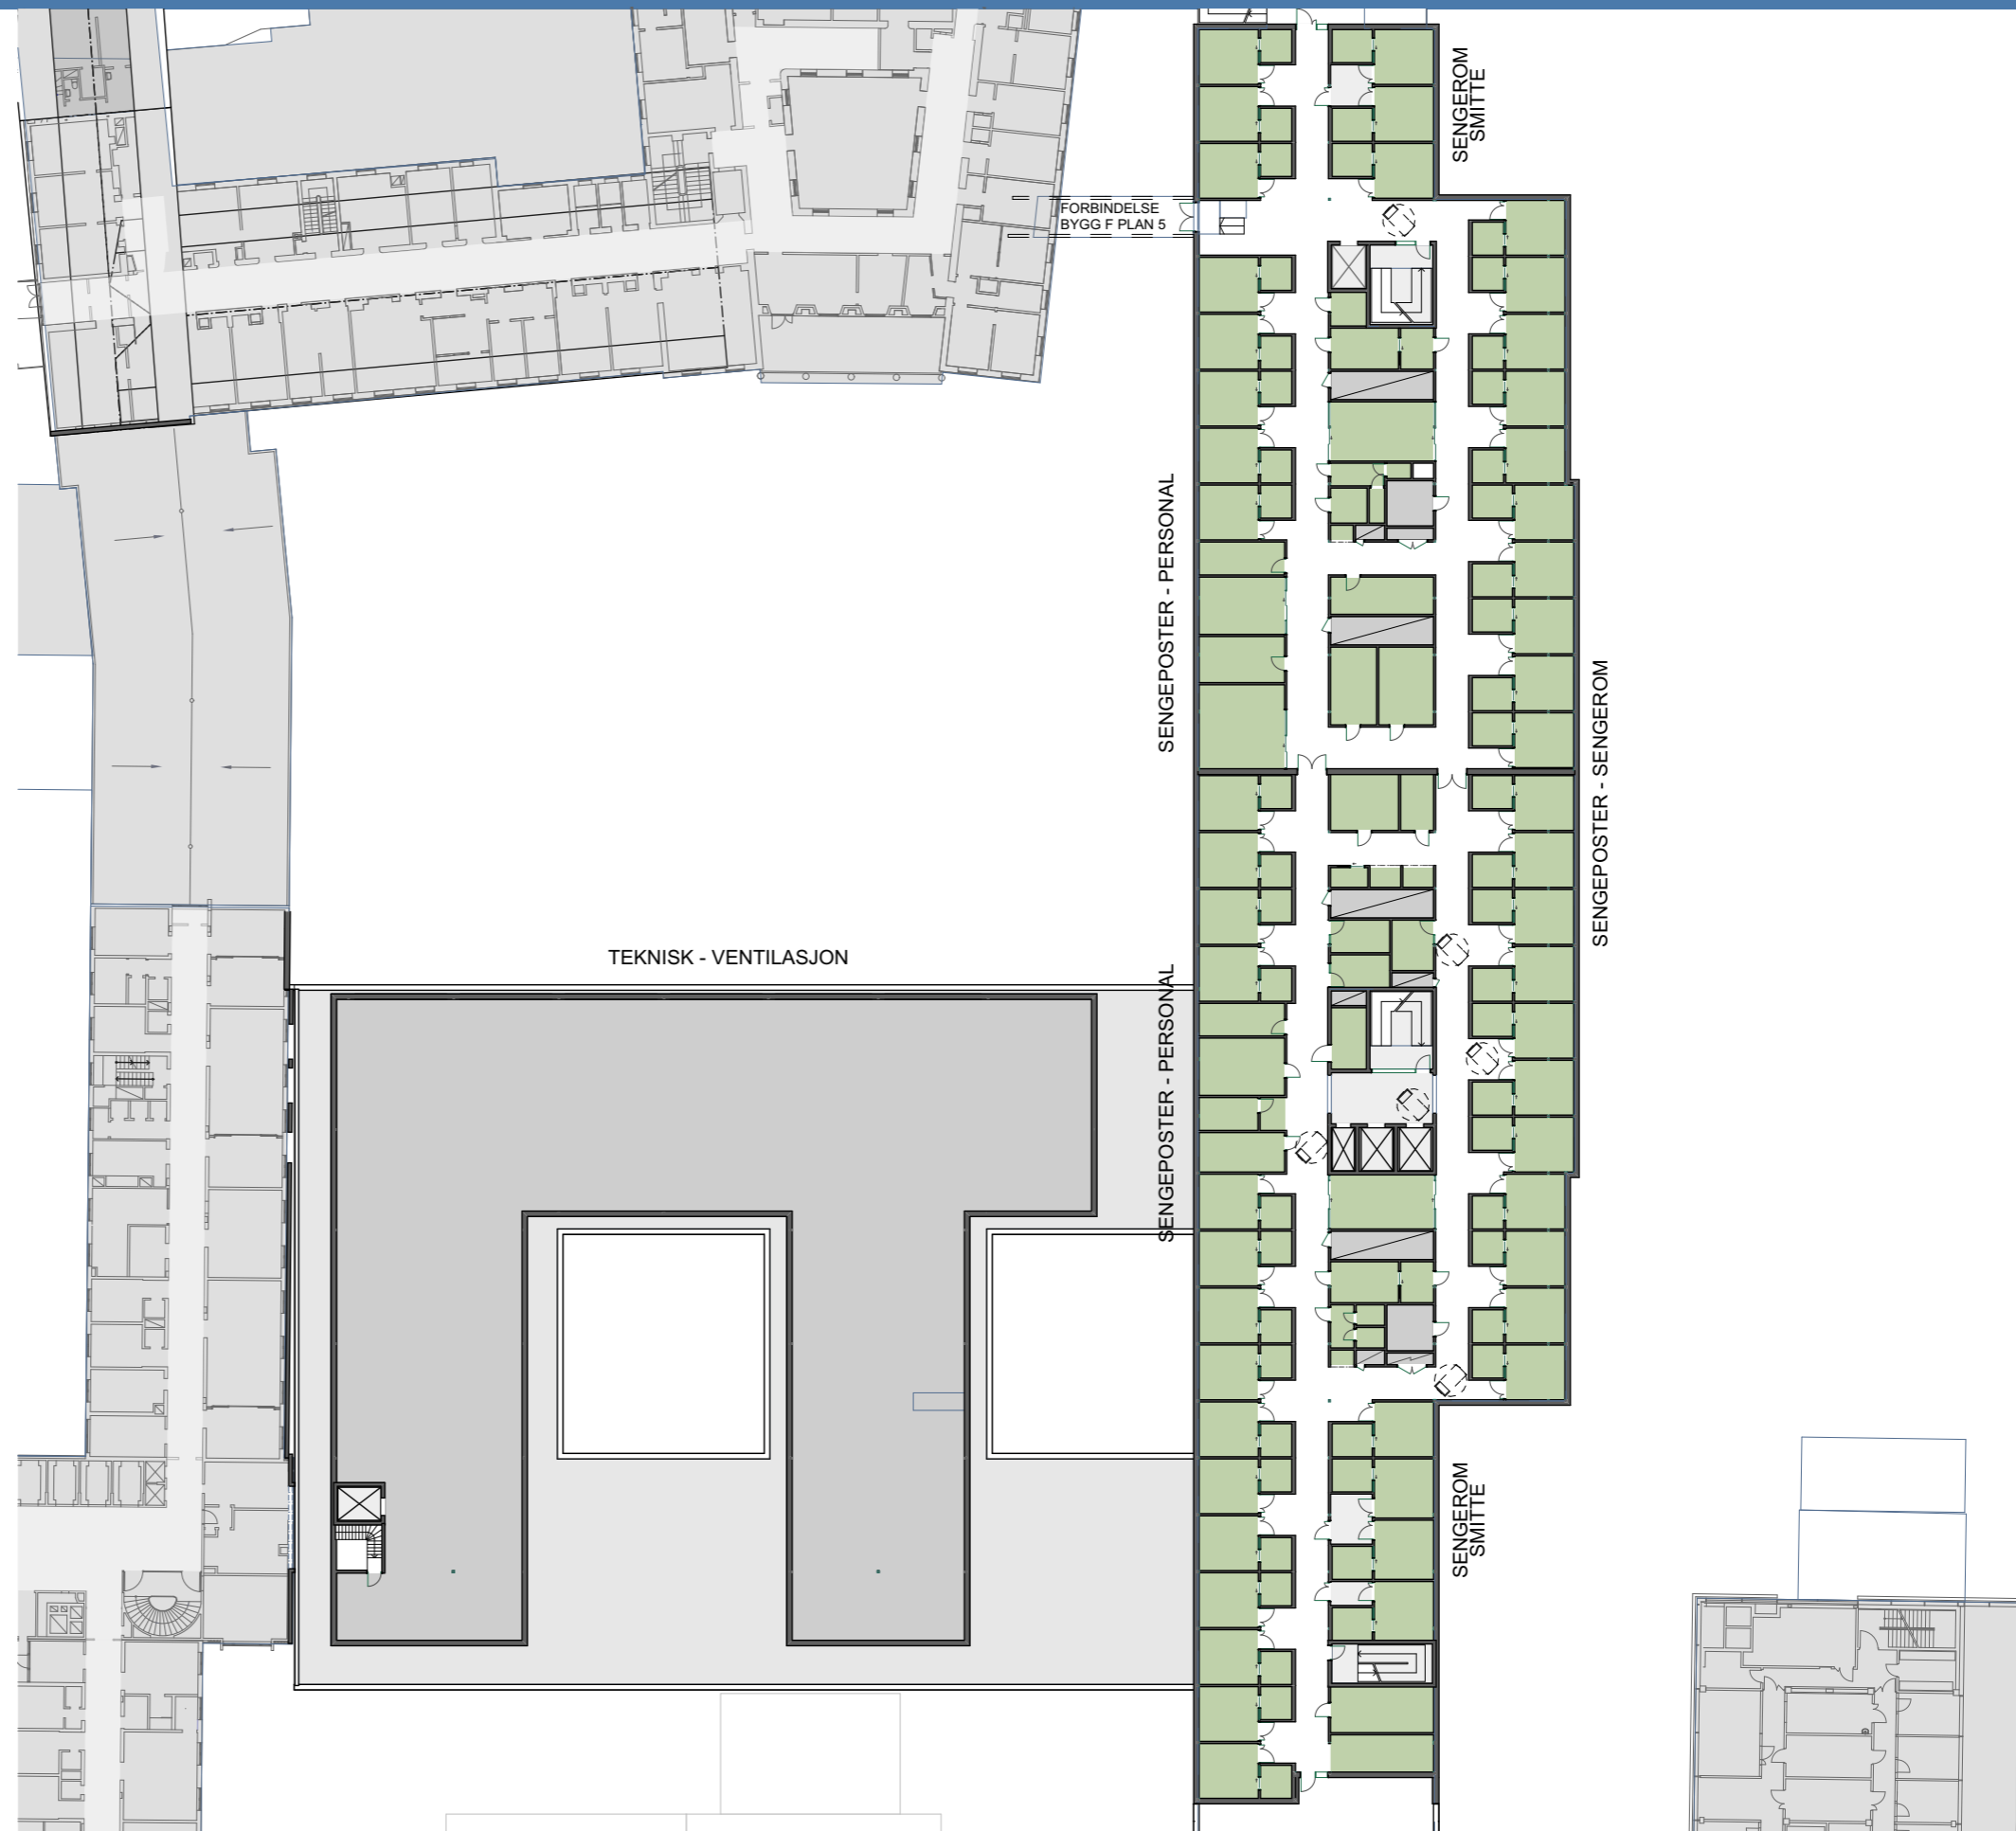 SENGEROM
SMITTE
FORBINDELSE
BYGG F PLAN 5
SENGEPOSTER - PERSONAL
SENGEPOSTER - SENGEROM
TEKNISK - VENTILASJON
SENGEPOSTER - PERSONAL
SENGEROM
SMITTE